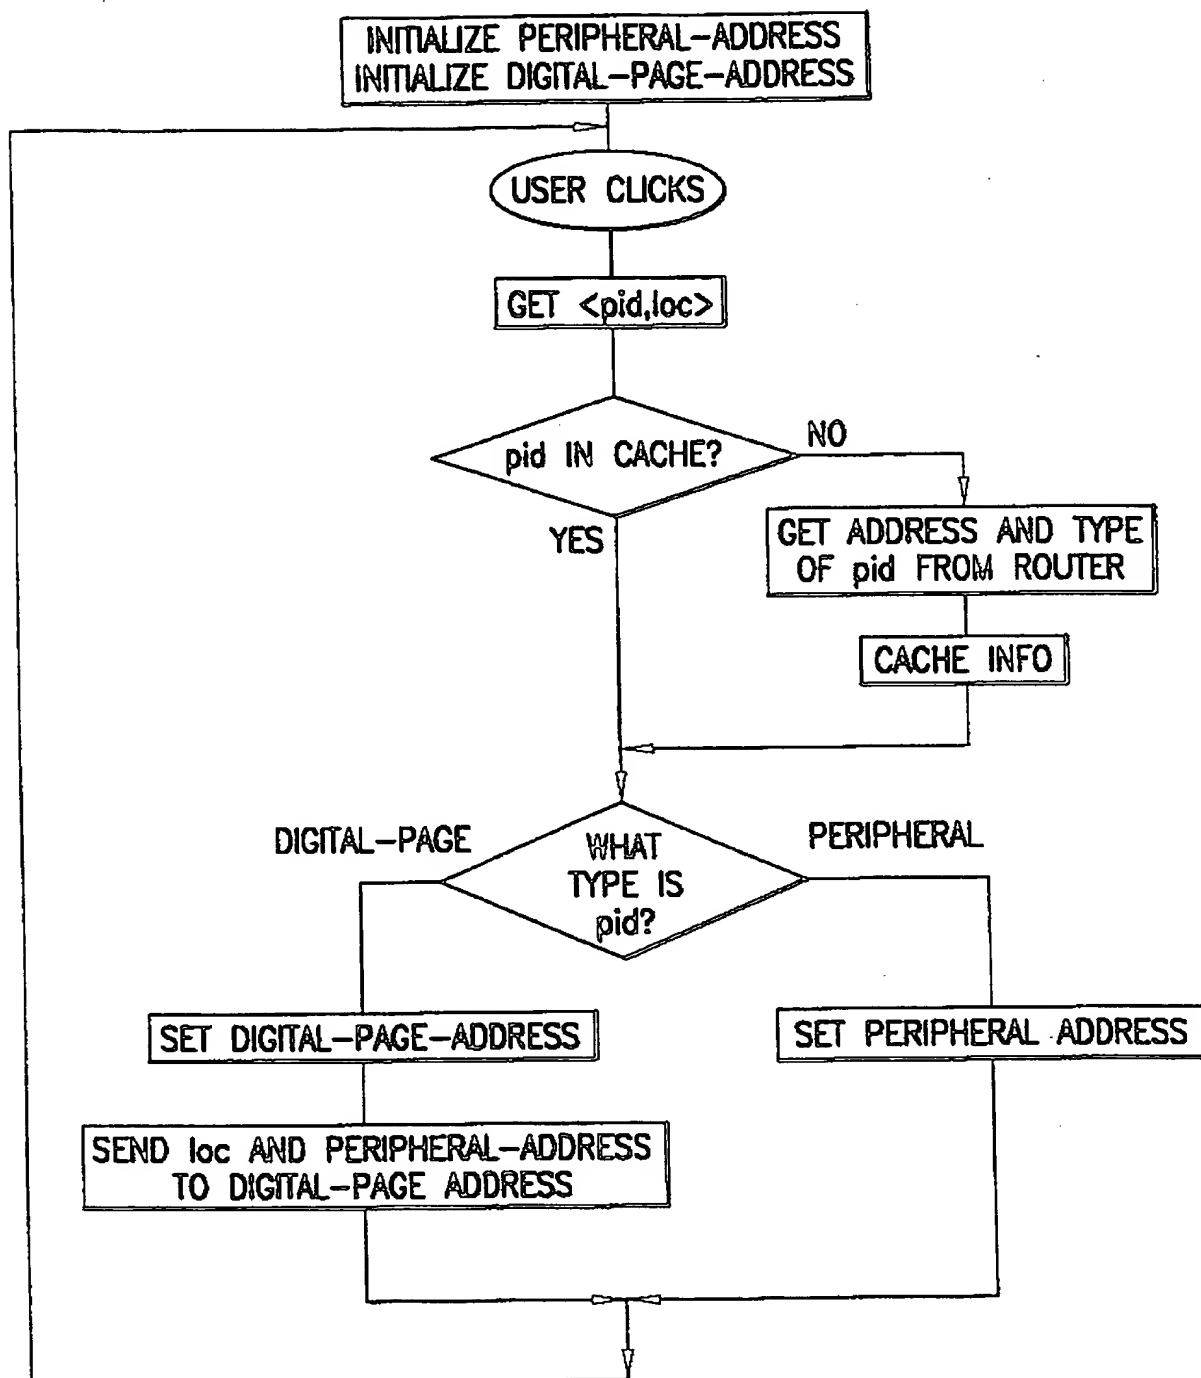 INITIALIZE PERIPHERAL-ADDRESS
INITIALIZE DIGITAL-PAGE-ADDRESS
USER CLICKS
GET <pid,loc>
pid IN CACHE?
NO
YES
GET ADDRESS AND TYPE
OF pid FROM ROUTER
CACHE INFO
DIGITAL-PAGE
WHAT
TYPE IS
pid?
PERIPHERAL
SET DIGITAL-PAGE-ADDRESS
SET PERIPHERAL ADDRESS
SEND loc AND PERIPHERAL-ADDRESS
TO DIGITAL-PAGE ADDRESS